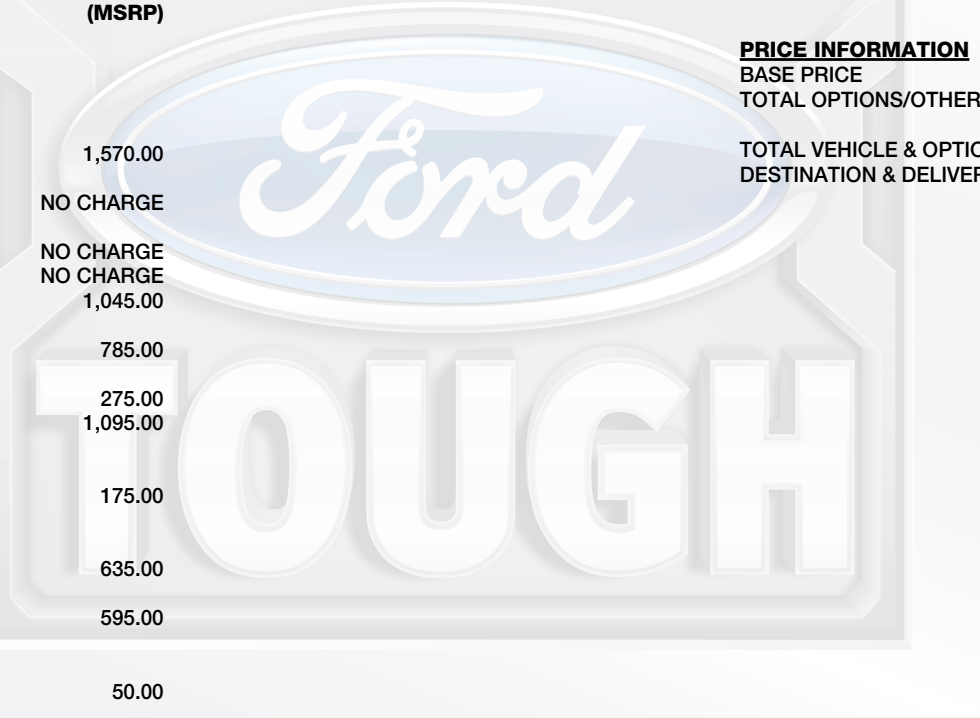 (MSRP)
1,570.00
NO CHARGE
NO CHARGE
NO CHARGE
1,045.00
785.00
275.00
1,095.00
175.00
635.00
595.00
50.00
PRICE INFORMATION
BASE PRICE
TOTAL OPTIONS/OTHER
TOTAL VEHICLE & OPTIO
DESTINATION & DELIVER
Ford
TOUGH